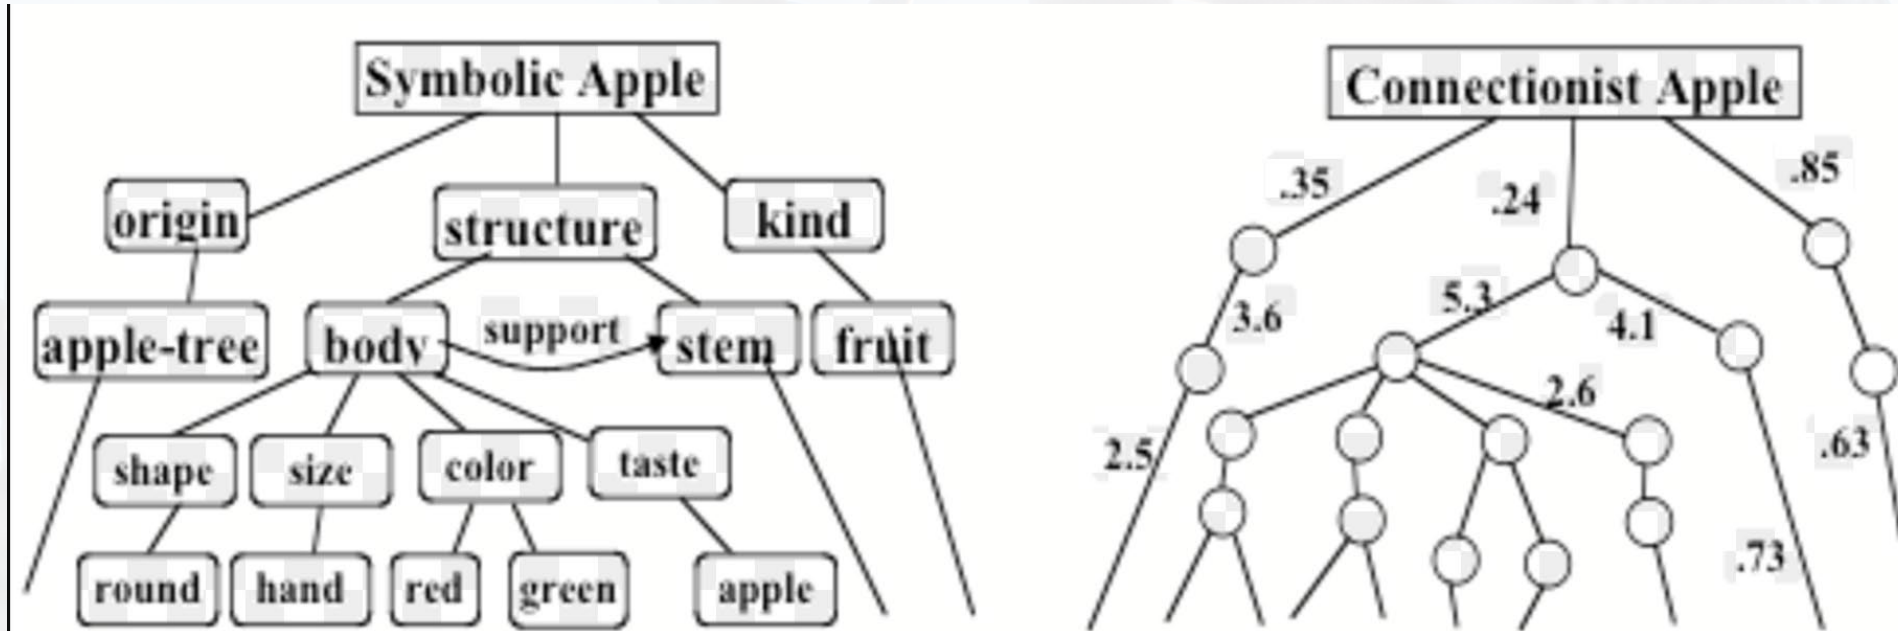 Symbolic Apple
origin
structure
kind
apple-tree
body
support
stem
fruit
shape
size
color
taste
round
hand
red
green
apple
Connectionist Apple
.35
.24
.85
3.6
5.3
4.1
2.6
2.5
.63
.73